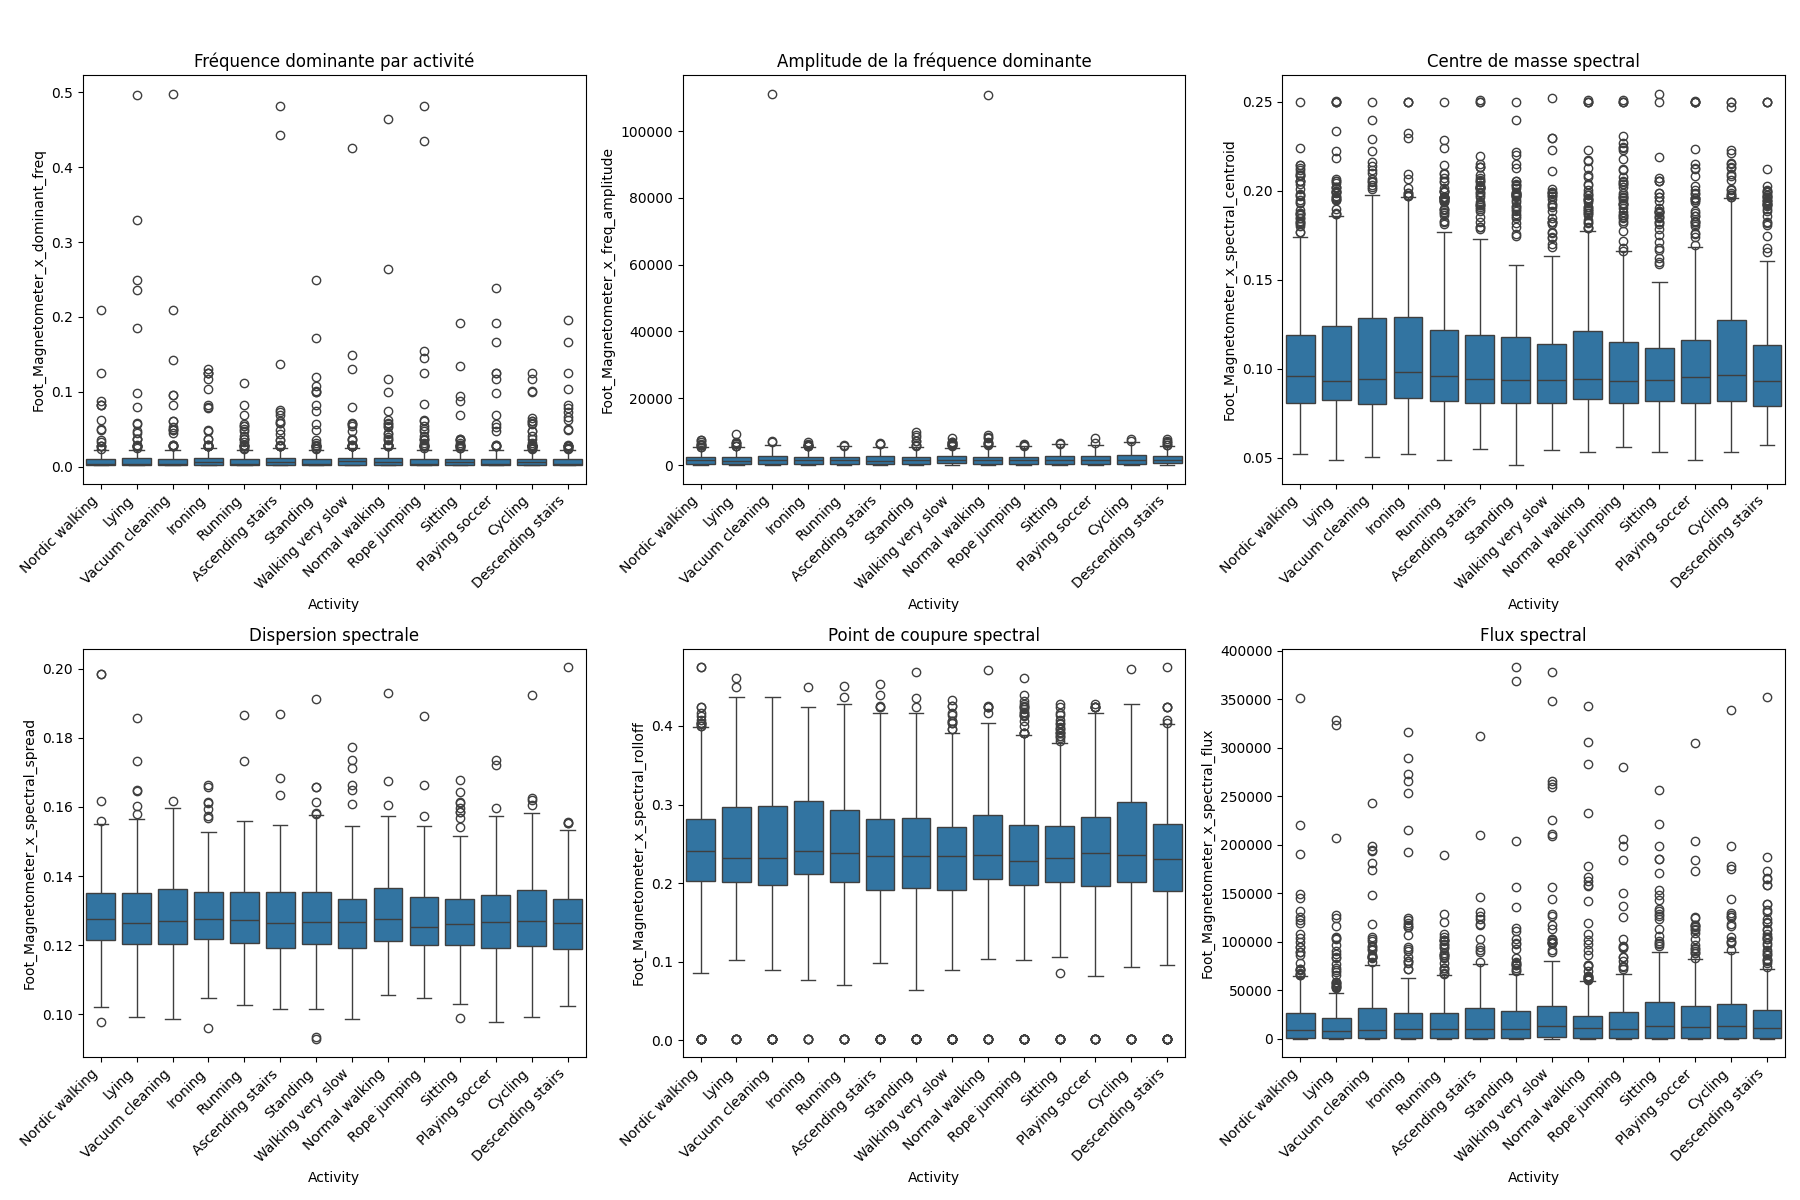 Fréquence dominante par activité
Foot_Magnetometer_x_dominant_freq
0.5
0.4
0.3
0.2
0.1
0.0
Nordic walking
Lying
Vacuum cleaning
Ironing
Running
Ascending stairs
Standing
Walking very slow
Normal walking
Rope jumping
Sitting
Playing soccer
Cycling
Descending stairs
Activity
Amplitude de la fréquence dominante
Foot_Magnetometer_x_freq_amplitude
100000
80000
60000
40000
20000
0
Nordic walking
Lying
Vacuum cleaning
Ironing
Running
Ascending stairs
Standing
Walking very slow
Normal walking
Rope jumping
Sitting
Playing soccer
Cycling
Descending stairs
Activity
Centre de masse spectral
Foot_Magnetometer_x_spectral_centroid
0.25
0.20
0.15
0.10
0.05
Nordic walking
Lying
Vacuum cleaning
Ironing
Running
Ascending stairs
Standing
Walking very slow
Normal walking
Rope jumping
Sitting
Playing soccer
Cycling
Descending stairs
Activity
Dispersion spectrale
Foot_Magnetometer_x_spectral_spread
0.20
0.18
0.16
0.14
0.12
0.10
Nordic walking
Lying
Vacuum cleaning
Ironing
Running
Ascending stairs
Standing
Walking very slow
Normal walking
Rope jumping
Sitting
Playing soccer
Cycling
Descending stairs
Activity
Point de coupure spectral
Foot_Magnetometer_x_spectral_rolloff
0.4
0.3
0.2
0.1
0.0
Nordic walking
Lying
Vacuum cleaning
Ironing
Running
Ascending stairs
Standing
Walking very slow
Normal walking
Rope jumping
Sitting
Playing soccer
Cycling
Descending stairs
Activity
Flux spectral
Foot_Magnetometer_x_spectral_flux
400000
350000
300000
250000
200000
150000
100000
50000
0
Nordic walking
Lying
Vacuum cleaning
Ironing
Running
Ascending stairs
Standing
Walking very slow
Normal walking
Rope jumping
Sitting
Playing soccer
Cycling
Descending stairs
Activity